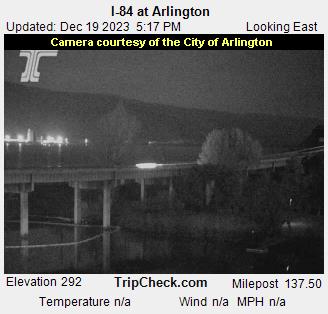 I-84 at Arlington
Updated: Dec 19 2023 5:17 PM Looking East
Camera courtesy of the City of Arlington
Elevation 292 TripCheck.com Milepost 137.50
Temperature n/a Wind n/a MPH n/a